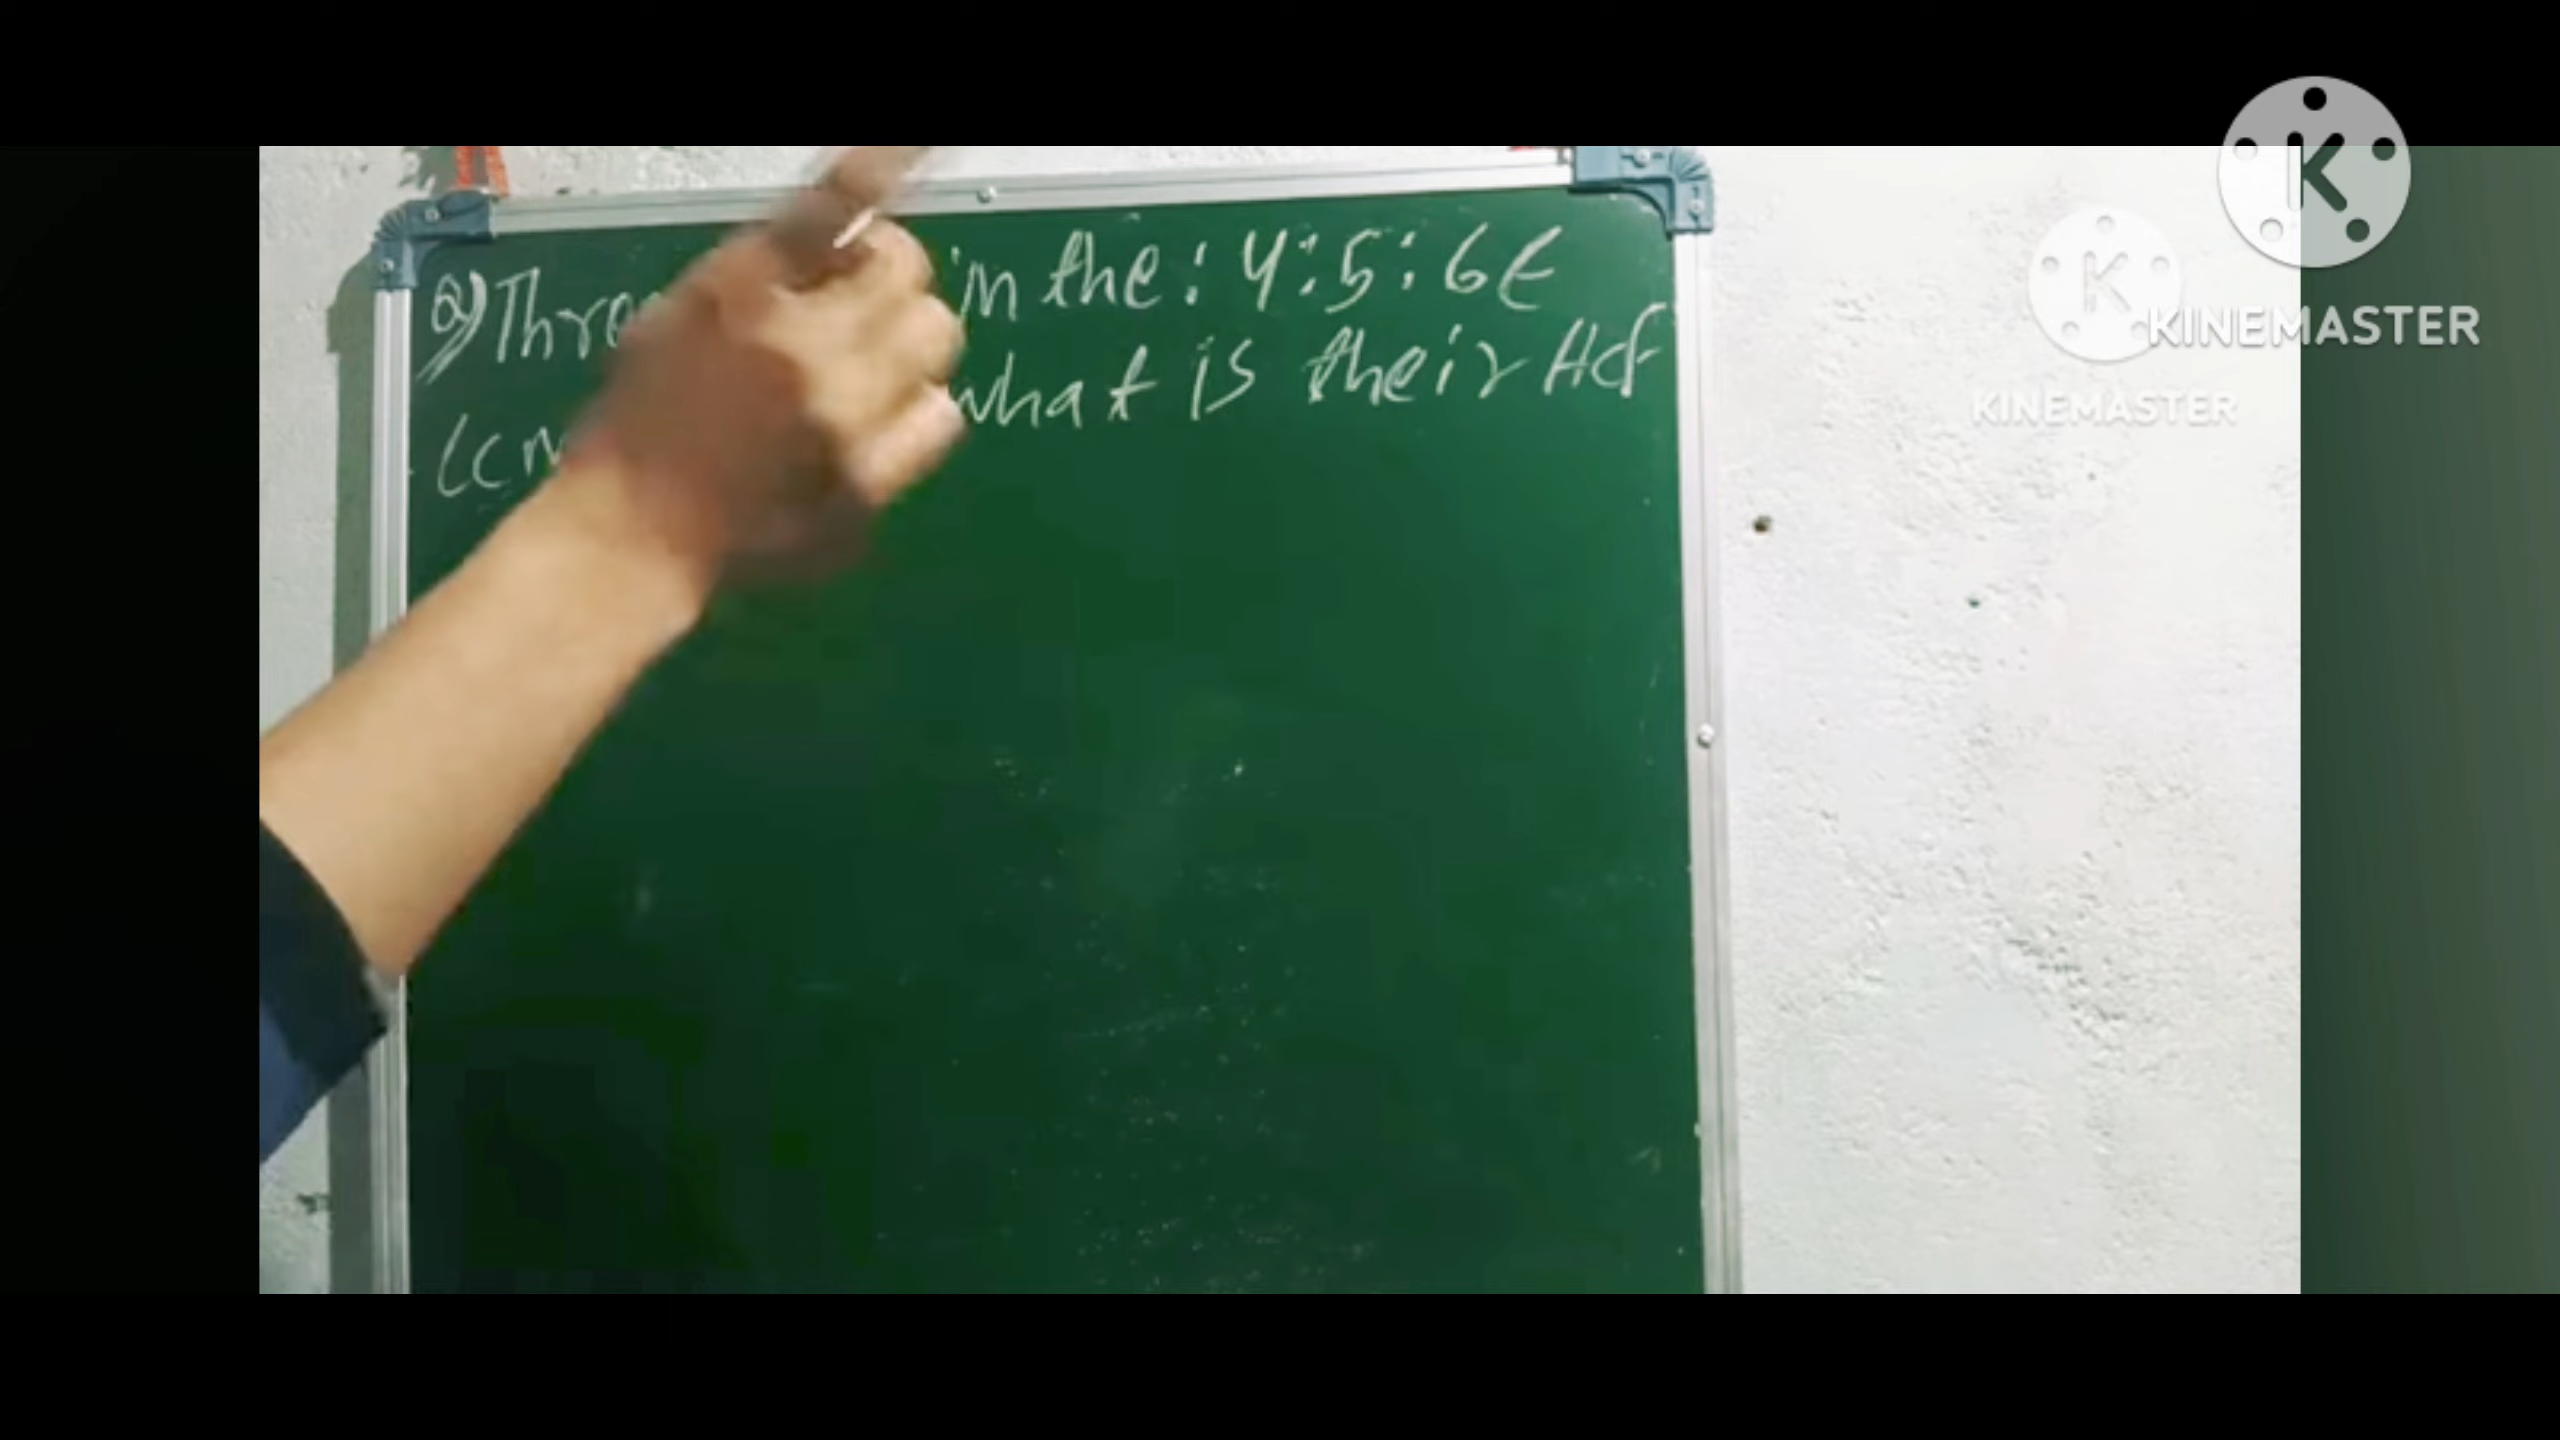 Q) Thre in the : 4:5:6 &
LCM what is their HCF
KINEMASTER
KINEMASTER